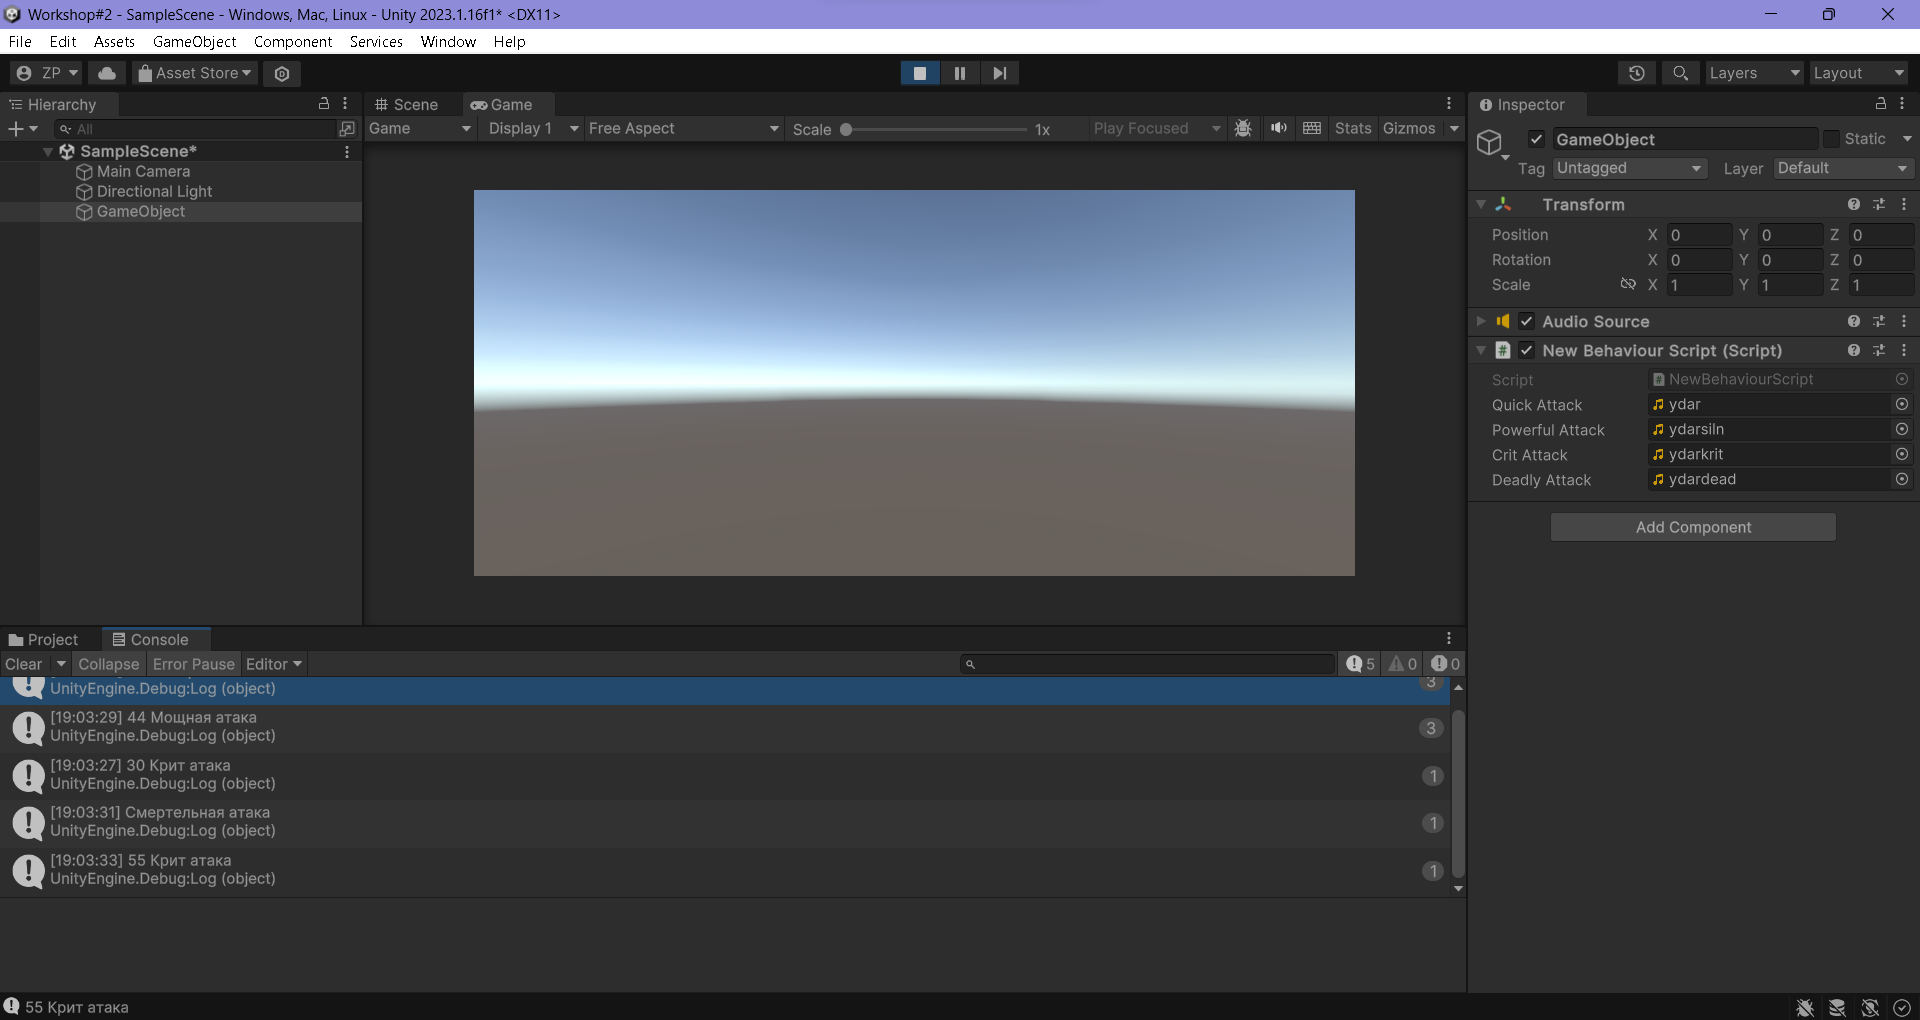 Workshop#2 - SampleScene - Windows, Mac, Linux - Unity 2023.1.16f1* <DX11>
File Edit Assets GameObject Component Services Window Help
ZP Asset Store Layers Layout
Hierarchy
All
SampleScene*
Main Camera
Directional Light
GameObject
Scene Game
Game Display 1 Free Aspect Scale 1x Play Focused Stats Gizmos
Inspector
GameObject Static
Tag Untagged Layer Default
Transform
Position X 0 Y 0 Z 0
Rotation X 0 Y 0 Z 0
Scale X 1 Y 1 Z 1
Audio Source
New Behaviour Script (Script)
Script NewBehaviourScript
Quick Attack ydar
Powerful Attack ydarsiln
Crit Attack ydarkrit
Deadly Attack ydardead
Add Component
Project Console
Clear Collapse Error Pause Editor 5 0 0
UnityEngine.Debug:Log (object) 3
[19:03:29] 44 Мощная атака
UnityEngine.Debug:Log (object) 3
[19:03:27] 30 Крит атака
UnityEngine.Debug:Log (object) 1
[19:03:31] Смертельная атака
UnityEngine.Debug:Log (object) 1
[19:03:33] 55 Крит атака
UnityEngine.Debug:Log (object) 1
55 Крит атака